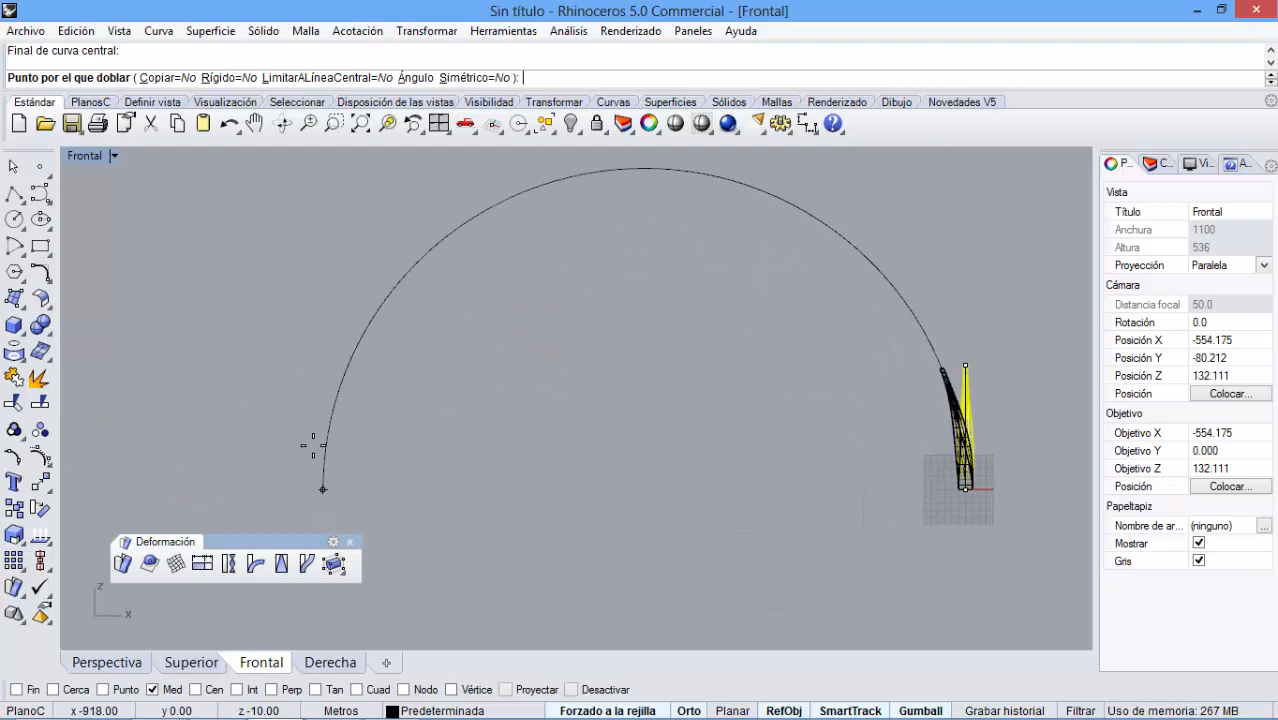 Sin título - Rhinoceros 5.0 Commercial - [Frontal]
Archivo Edición Vista Curva Superficie Sólido Malla Acotación Transformar Herramientas Análisis Renderizado Paneles Ayuda
Final de curva central:
Punto por el que doblar ( Copiar=No Rígido=No LimitarALíneaCentral=No Ángulo Simétrico=No ):
Estándar PlanosC Definir vista Visualización Seleccionar Disposición de las vistas Visibilidad Transformar Curvas Superficies Sólidos Mallas Renderizado Dibujo Novedades V5
Frontal
P... C... Vi... A...
Vista
Título Frontal
Anchura 1100
Altura 536
Proyección Paralela
Cámara
Distancia focal 50.0
Rotación 0.0
Posición X -554.175
Posición Y -80.212
Posición Z 132.111
Posición Colocar...
Objetivo
Objetivo X -554.175
Objetivo Y 0.000
Objetivo Z 132.111
Posición Colocar...
Papeltapiz
Nombre de ar... (ninguno) ...
Mostrar
Gris
Deformación
z
x
Perspectiva Superior Frontal Derecha
Fin Cerca Punto Med Cen Int Perp Tan Cuad Nodo Vértice Proyectar Desactivar
PlanoC x -918.00 y 0.00 z -10.00 Metros Predeterminada Forzado a la rejilla Orto Planar RefObj SmartTrack Gumball Grabar historial Filtrar Uso de memoria: 267 MB